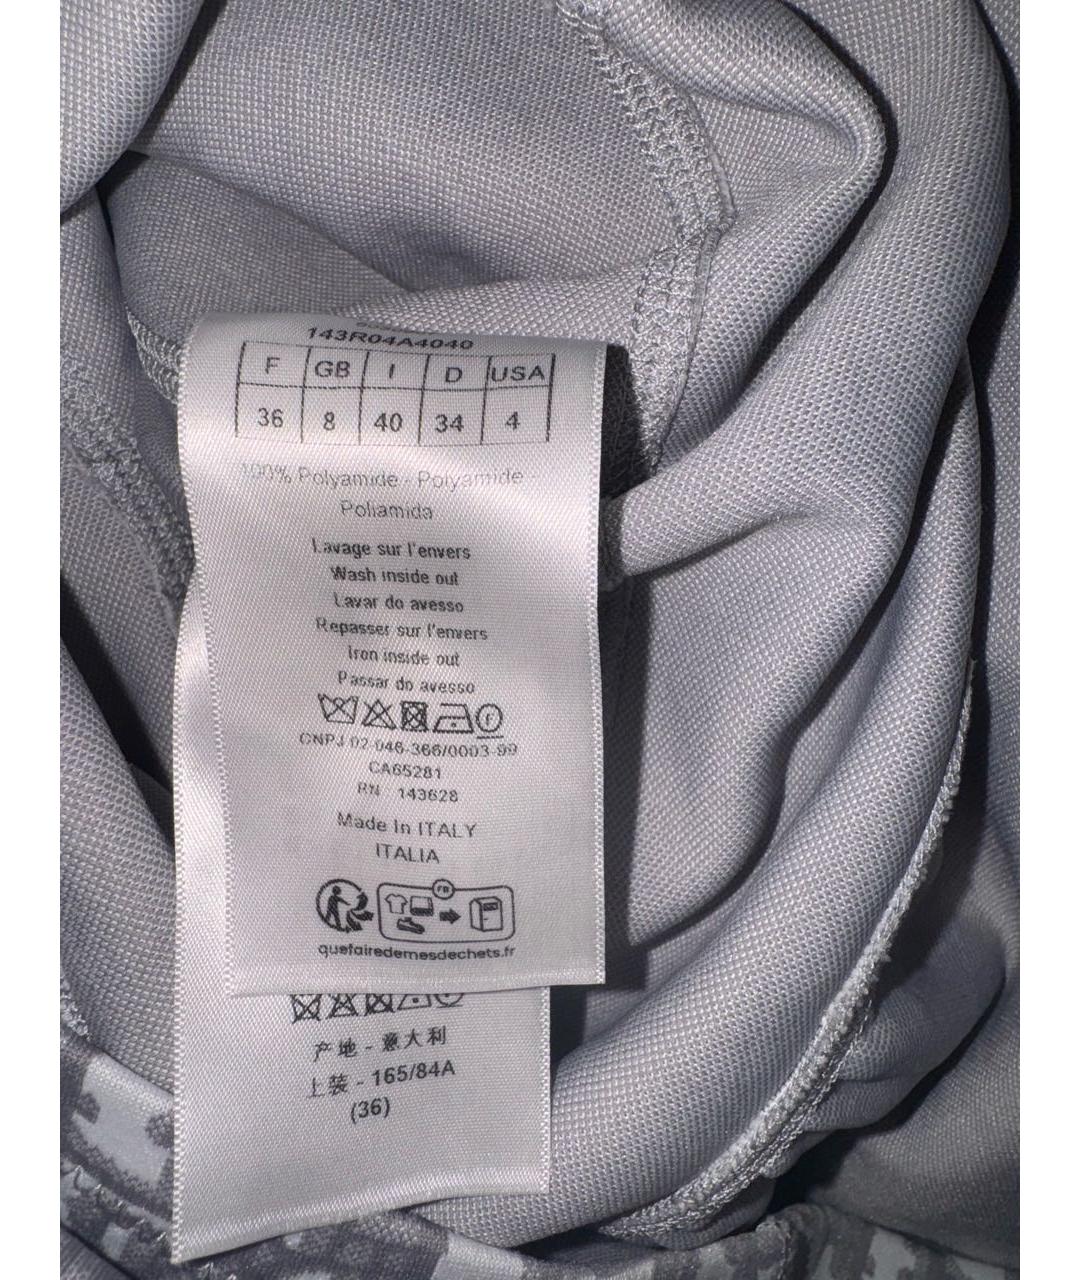 143R04A4040
F GB I D USA
36 8 40 34 4
100% Polyamide - Polyamide -
Poliamida
Lavage sur l'envers
Wash inside out
Lavar do avesso
Repasser sur l'envers
Iron inside out
Passar do avesso
CNPJ 02-046-366/0003-99
CA65281
RN 143628
Made In ITALY
ITALIA
FR
quefairedemesdechets.fr
产地 - 意大利
上装 - 165/84A
(36)